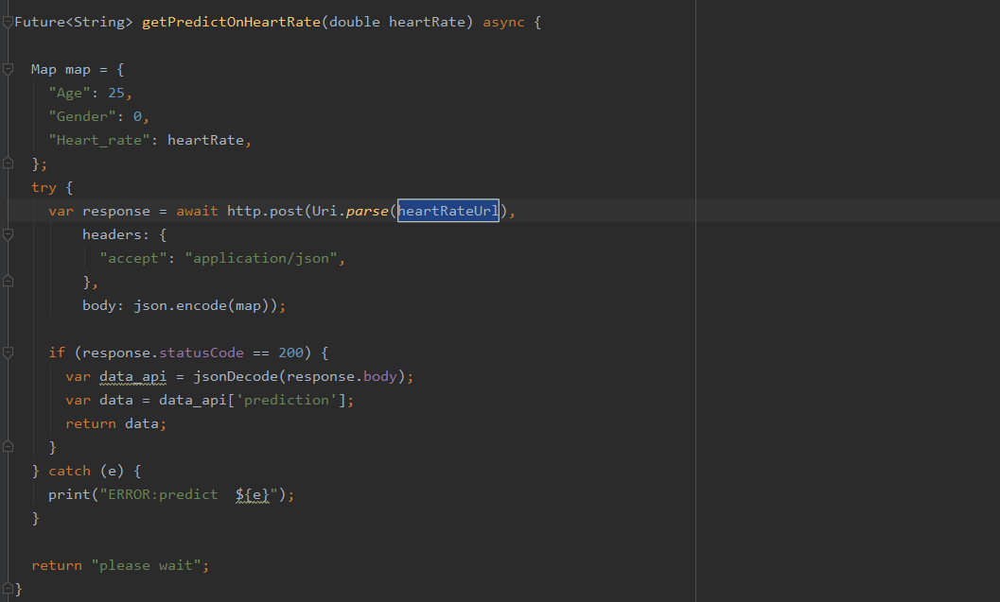 Future<String> getPredictOnHeartRate(double heartRate) async {
Map map = {
"Age": 25,
"Gender": 0,
"Heart_rate": heartRate,
};
try {
var response = await http.post(Uri.parse(heartRateUrl),
headers: {
"accept": "application/json",
},
body: json.encode(map));
if (response.statusCode == 200) {
var data_api = jsonDecode(response.body);
var data = data_api['prediction'];
return data;
}
} catch (e) {
print("ERROR:predict  ${e}");
}
return "please wait";
}